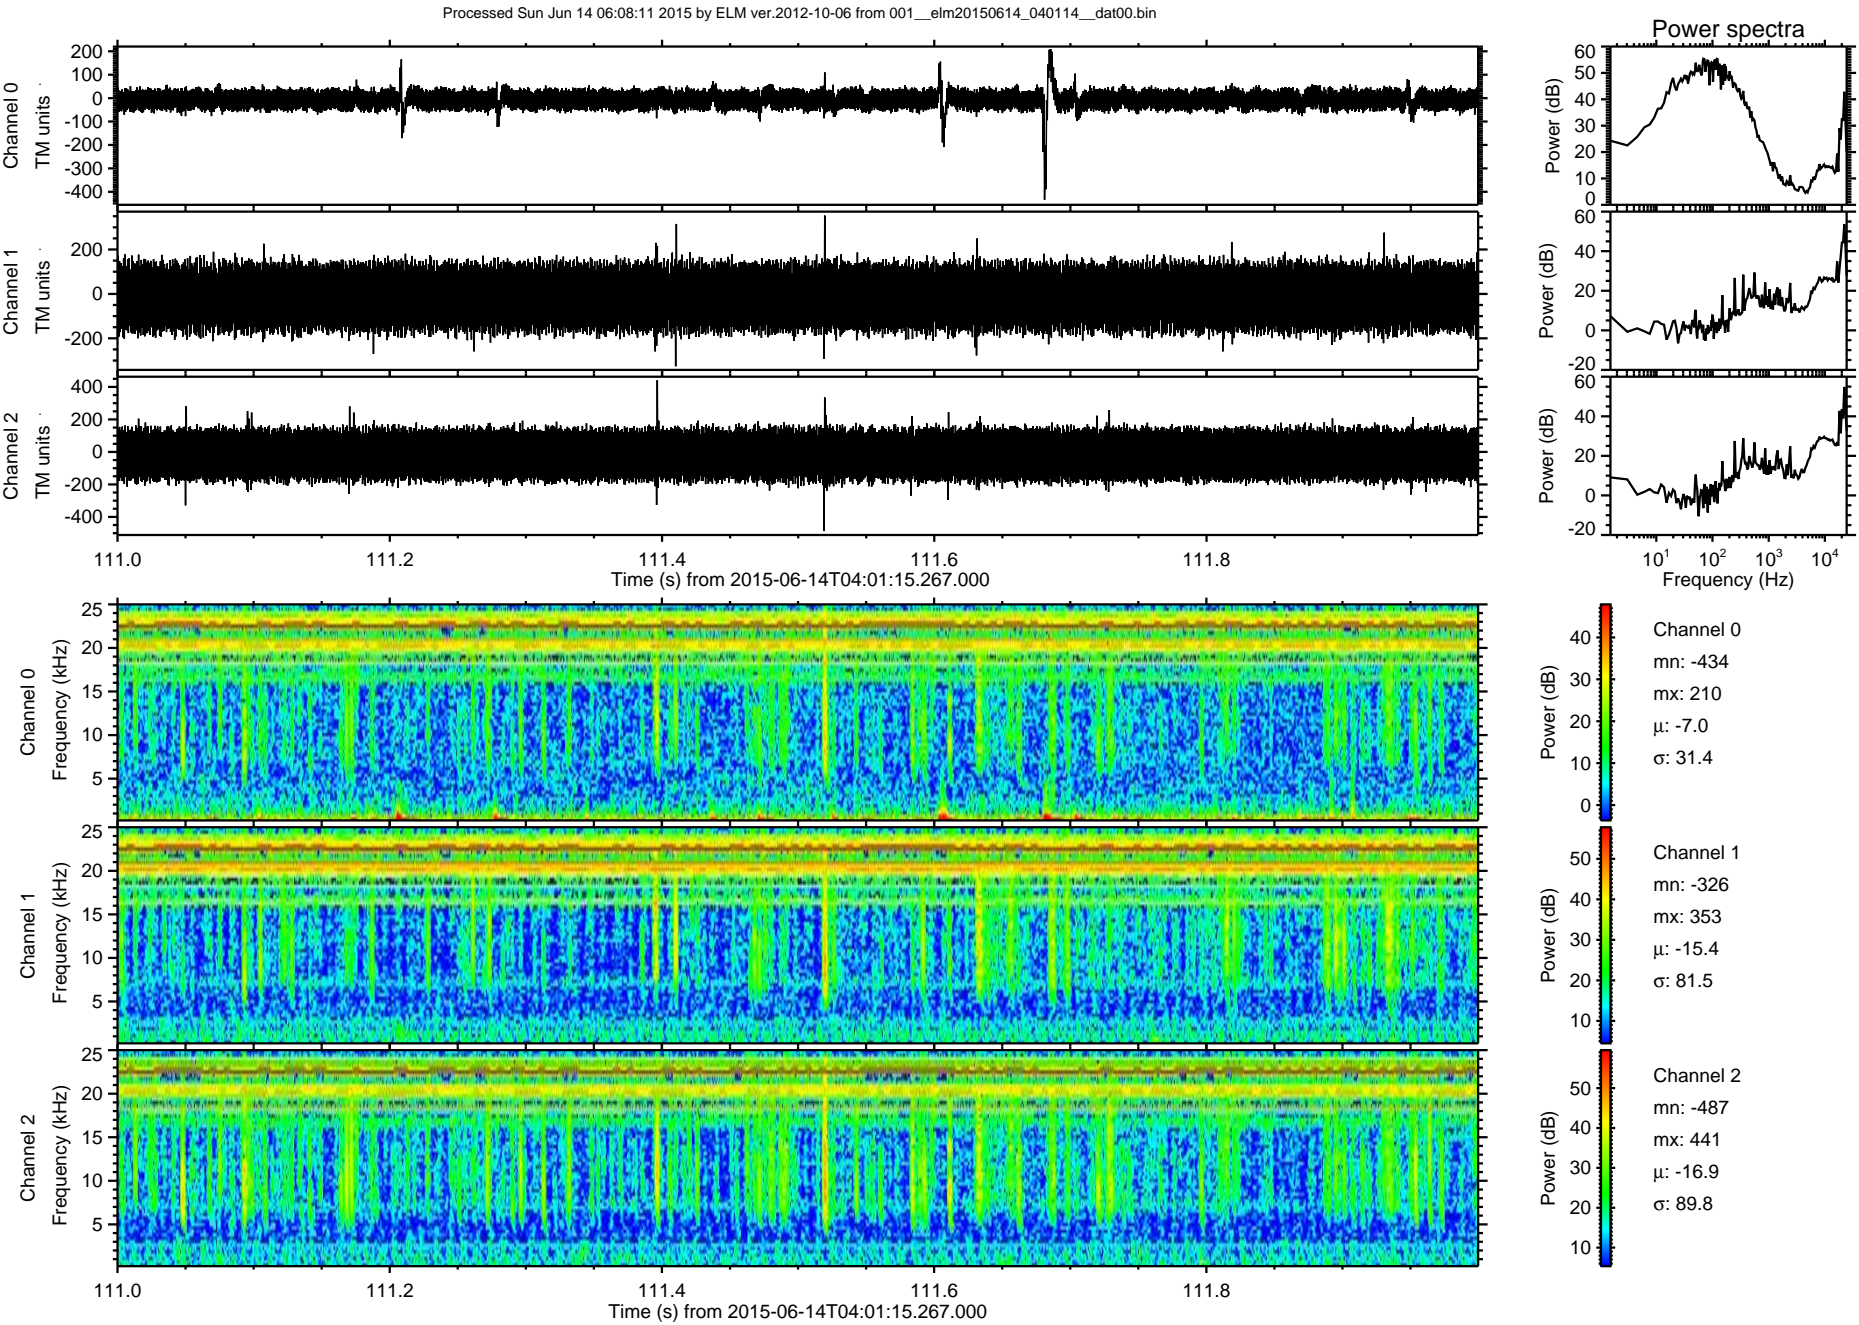 Processed Sun Jun 14 06:08:11 2015 by ELM ver.2012-10-06 from 001__elm20150614_040114__dat00.bin
Power spectra
Channel 0
TM units
200
100
0
-100
-200
-300
-400
Power (dB)
60
50
40
30
20
10
0
Channel 1
TM units
200
0
-200
Power (dB)
60
40
20
0
-20
Channel 2
TM units
400
200
0
-200
-400
Power (dB)
60
40
20
0
-20
111.0 111.2 111.4 111.6 111.8
Time (s) from 2015-06-14T04:01:15.267.000
10^1 10^2 10^3 10^4
Frequency (Hz)
Channel 0
Frequency (kHz)
25
20
15
10
5
Power (dB)
40
30
20
10
0
Channel 0
mn: -434
mx: 210
μ: -7.0
σ: 31.4
Channel 1
Frequency (kHz)
25
20
15
10
5
Power (dB)
50
40
30
20
10
Channel 1
mn: -326
mx: 353
μ: -15.4
σ: 81.5
Channel 2
Frequency (kHz)
25
20
15
10
5
Power (dB)
50
40
30
20
10
Channel 2
mn: -487
mx: 441
μ: -16.9
σ: 89.8
111.0 111.2 111.4 111.6 111.8
Time (s) from 2015-06-14T04:01:15.267.000